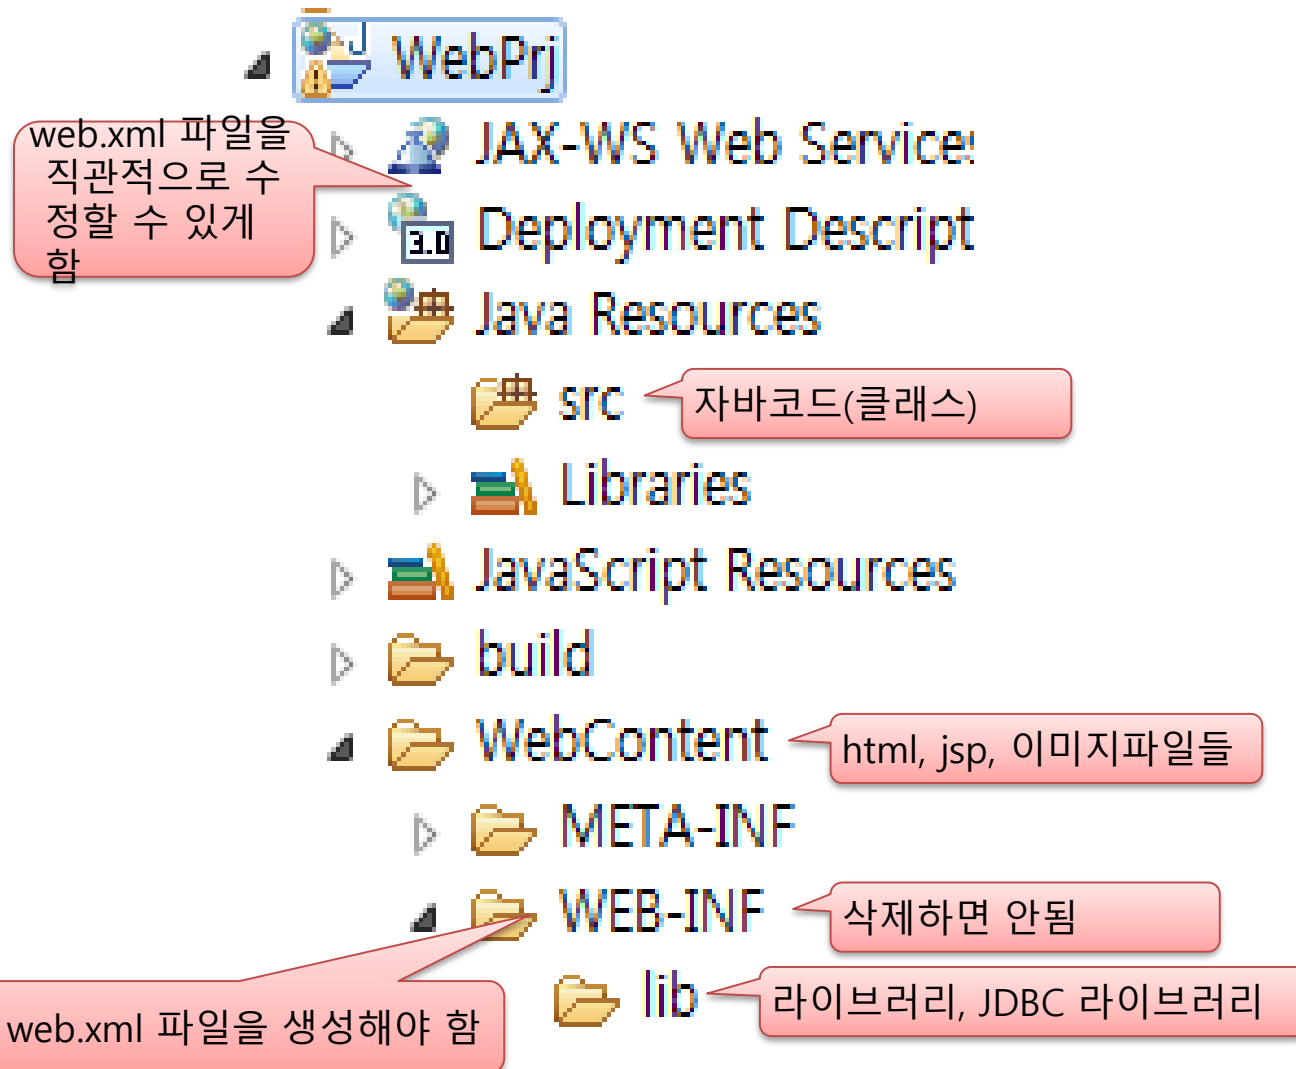 WebPrj
web.xml 파일을
직관적으로 수
정할 수 있게
함
JAX-WS Web Services
Deployment Descript
Java Resources
src
자바코드(클래스)
Libraries
JavaScript Resources
build
WebContent
html, jsp, 이미지파일들
META-INF
WEB-INF
삭제하면 안됨
lib
라이브러리, JDBC 라이브러리
web.xml 파일을 생성해야 함